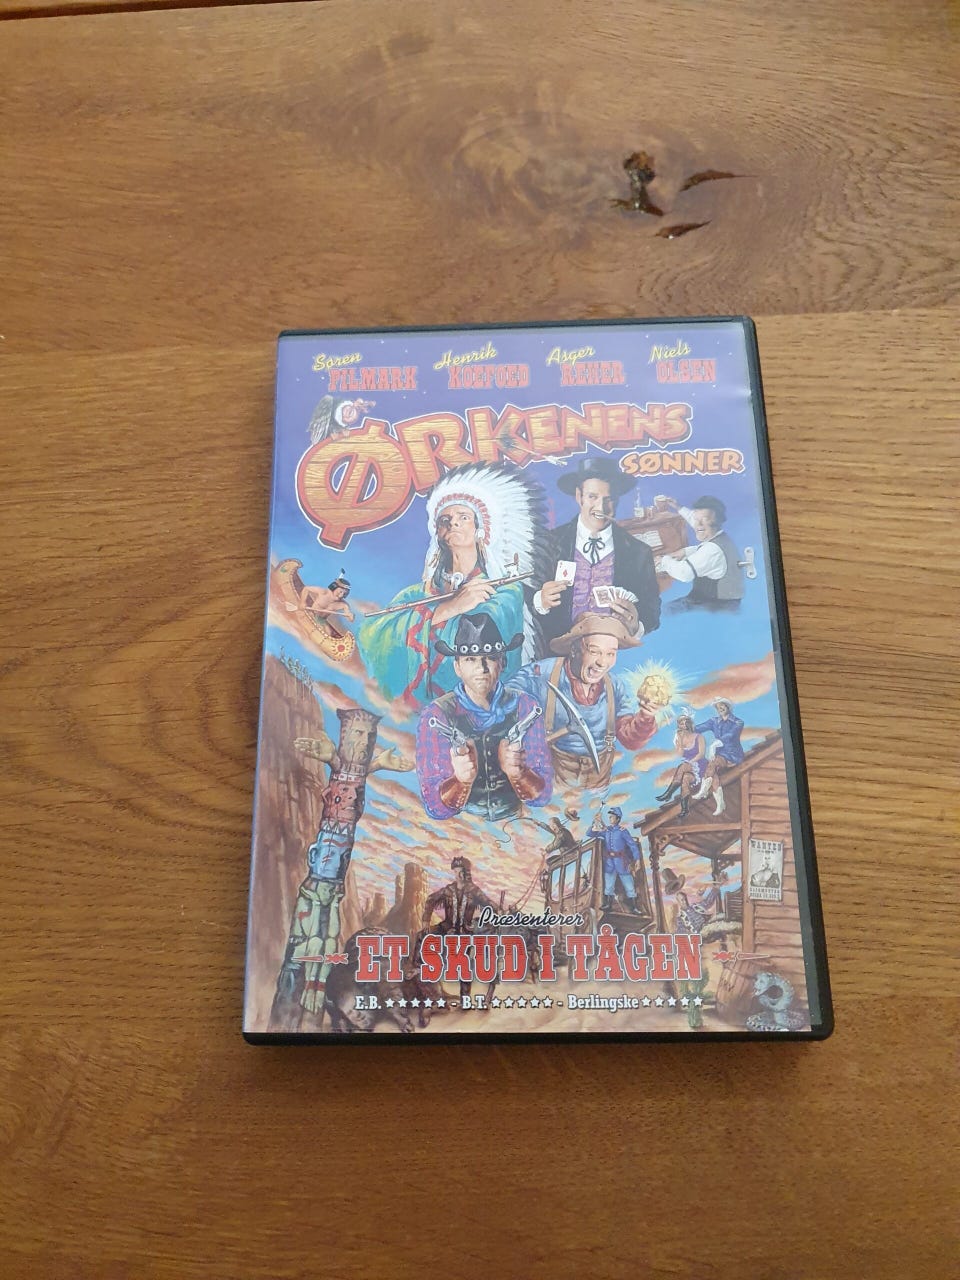 Søren Henrik Asger Niels
PILMARK KOEFOED REHER OLSEN
ØRKENENS
SØNNER
WANTED
Præsenterer
ET SKUD I TÅGEN
E.B. ★★★★★ - B.T. ★★★★★ - Berlingske ★★★★★